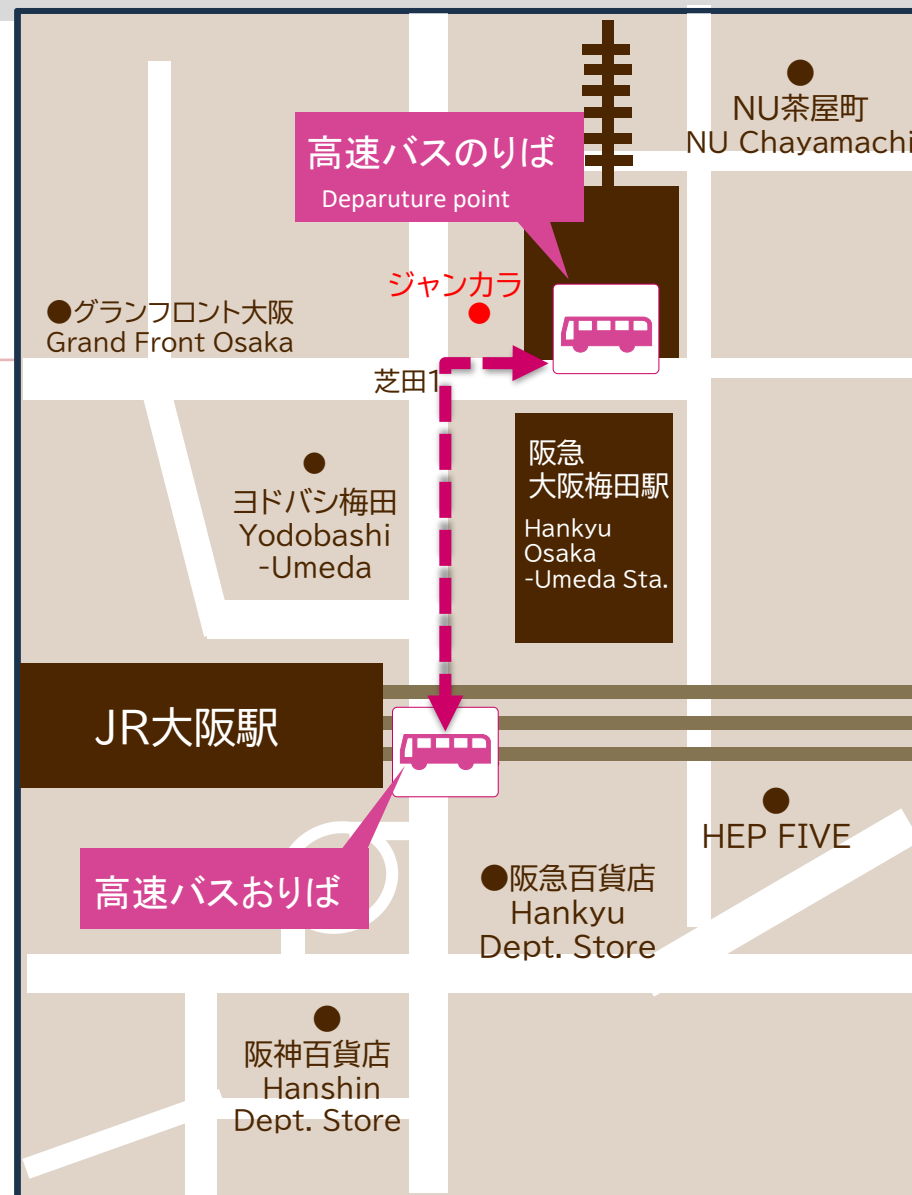 NU茶屋町
NU Chayamachi
高速バスのりば
Deparuture point
ジャンカラ
●グランフロント大阪
Grand Front Osaka
芝田1
阪急
大阪梅田駅
Hankyu
Osaka
-Umeda Sta.
ヨドバシ梅田
Yodobashi
-Umeda
JR大阪駅
HEP FIVE
高速バスおりば
●阪急百貨店
Hankyu
Dept. Store
阪神百貨店
Hanshin
Dept. Store